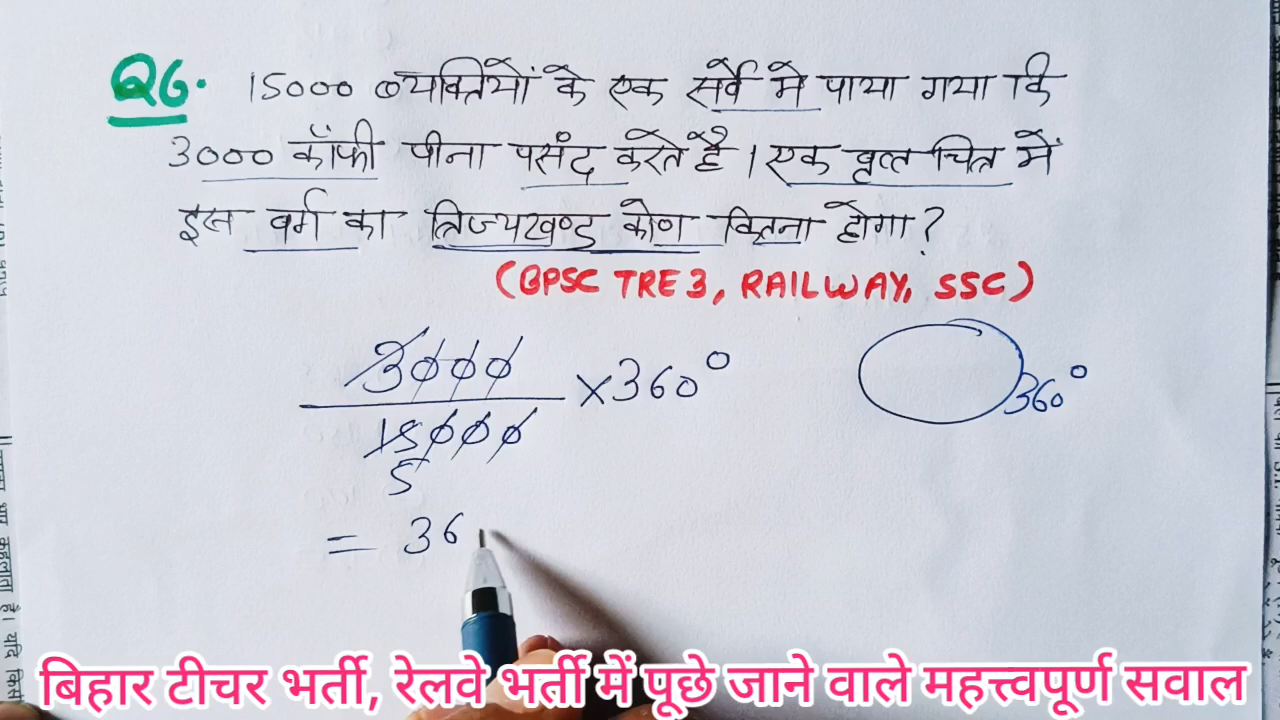 Q6. 15000 व्यक्तियों के एक सर्वे मे पाया गया कि
3000 कॉफी पीना पसंद करते है। एक वृत्त चित्र में
इस वर्ग का त्रिज्यखण्ड कोण कितना होगा?
(BPSC TRE 3, RAILWAY, SSC)
3000
15000
× 360°
5
= 36
360°
बिहार टीचर भर्ती, रेलवे भर्ती में पूछे जाने वाले महत्त्वपूर्ण सवाल